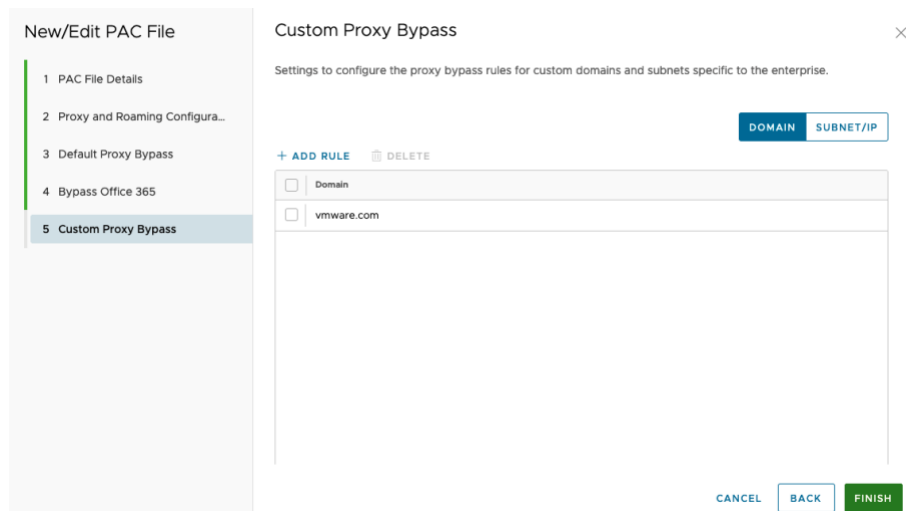 New/Edit PAC File
1 PAC File Details
2 Proxy and Roaming Configura...
3 Default Proxy Bypass
4 Bypass Office 365
5 Custom Proxy Bypass
Custom Proxy Bypass
Settings to configure the proxy bypass rules for custom domains and subnets specific to the enterprise.
DOMAIN SUBNET/IP
+ ADD RULE DELETE
Domain
vmware.com
CANCEL BACK FINISH